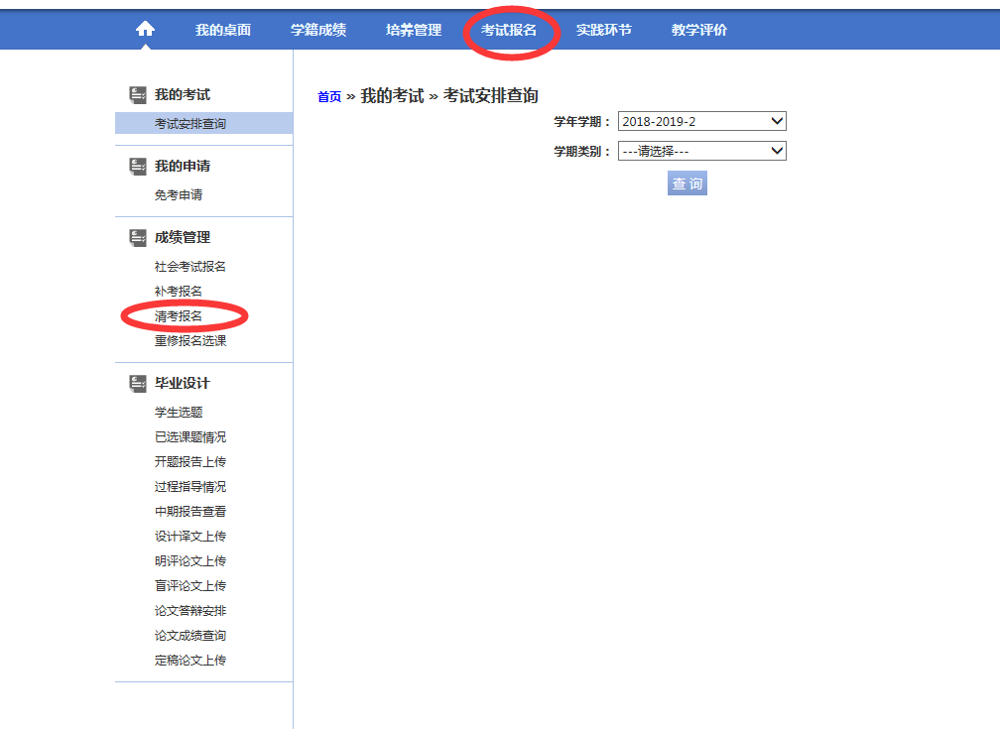 我的桌面 学籍成绩 培养管理 考试报名 实践环节 教学评价
我的考试
考试安排查询
我的申请
免考申请
成绩管理
社会考试报名
补考报名
清考报名
重修报名选课
毕业设计
学生选题
已选课题情况
开题报告上传
过程指导情况
中期报告查看
设计译文上传
明评论文上传
盲评论文上传
论文答辩安排
论文成绩查询
定稿论文上传
首页 » 我的考试 » 考试安排查询
学年学期： 2018-2019-2
学期类别： ---请选择---
查 询